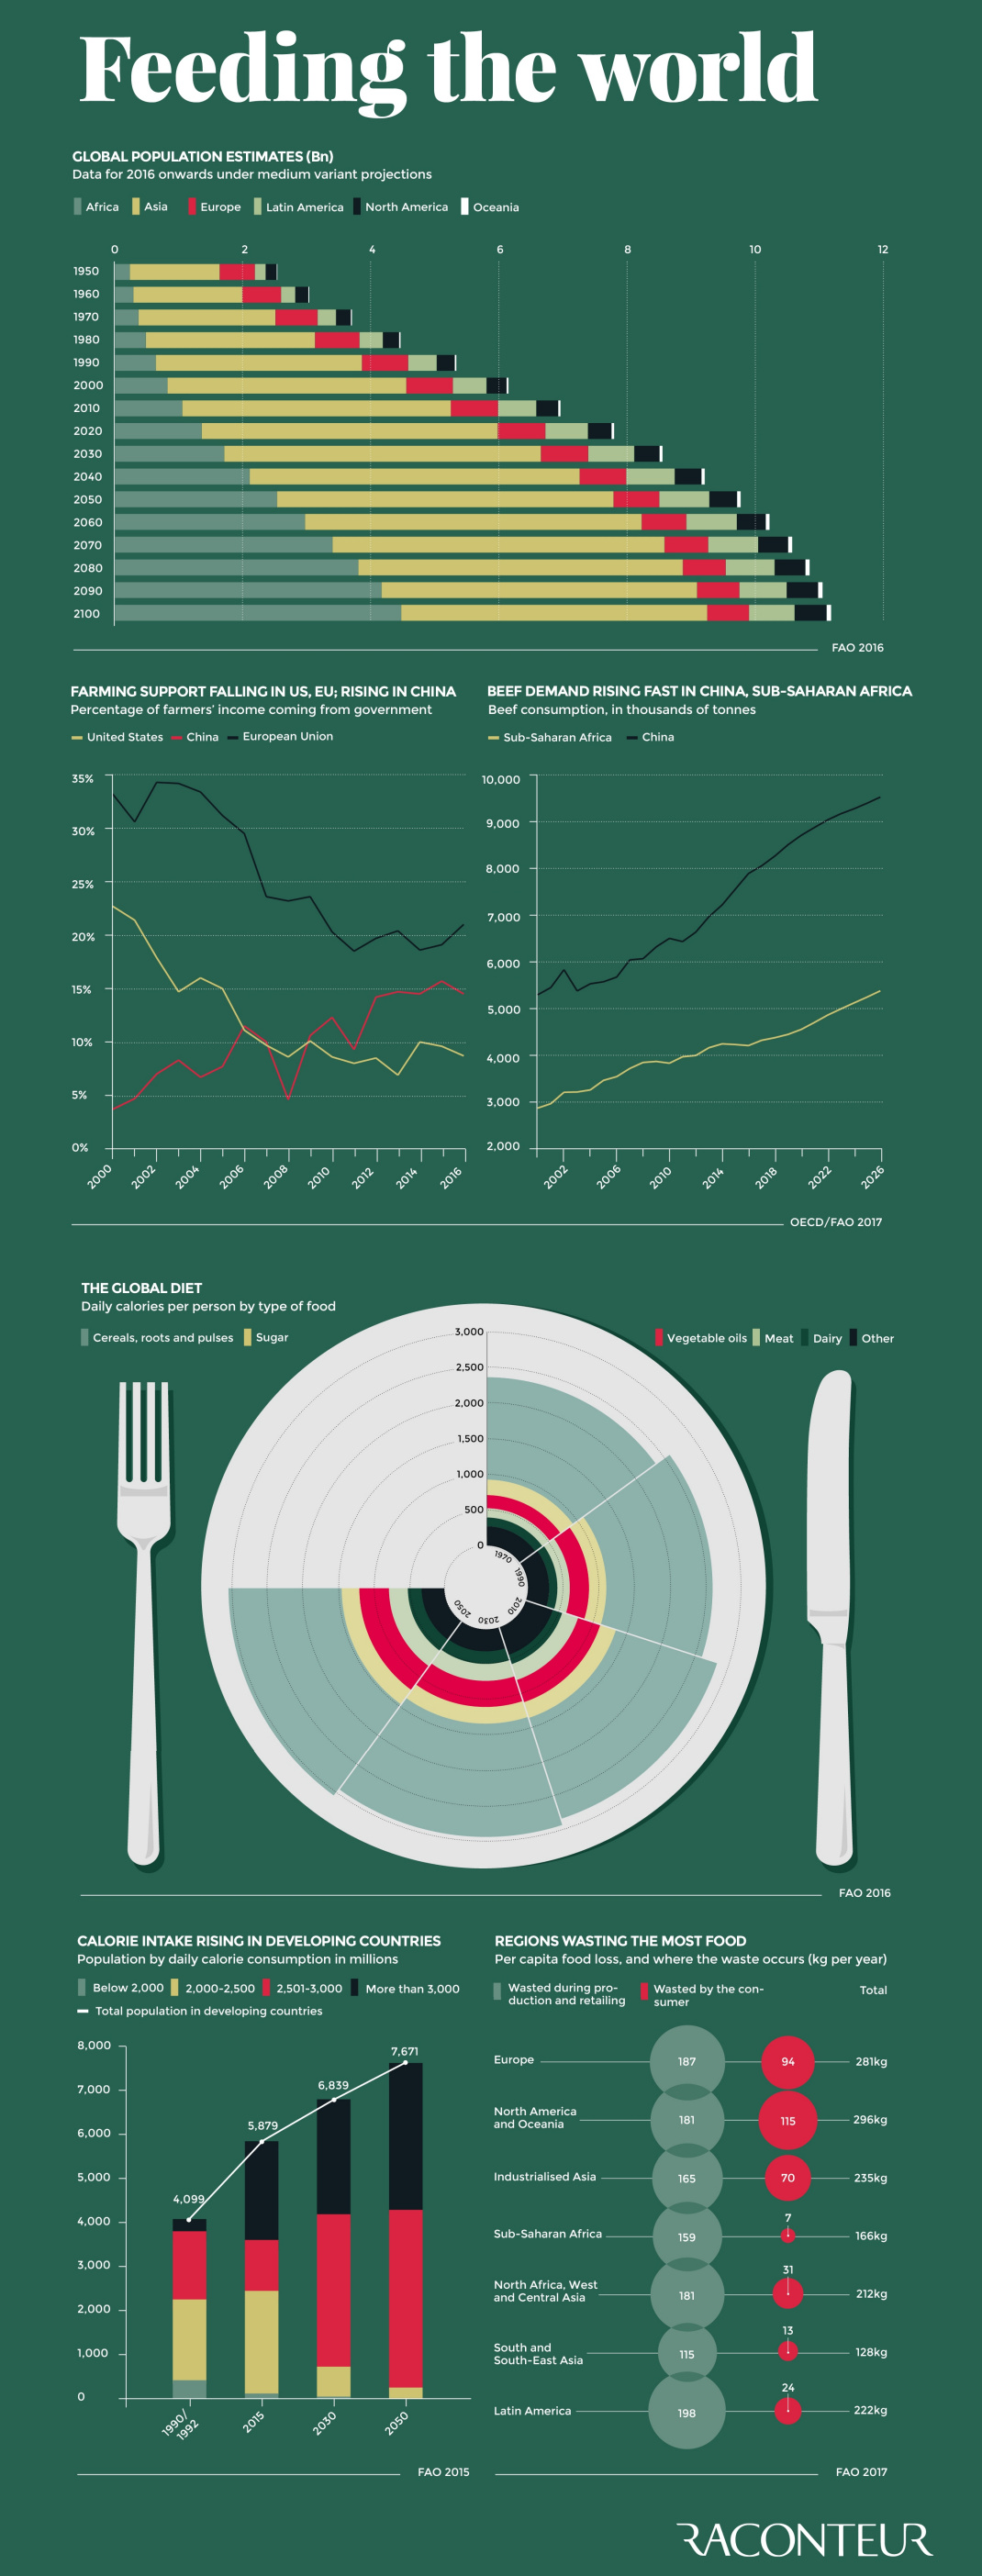 Feeding the world
GLOBAL POPULATION ESTIMATES (Bn)
Data for 2016 onwards under medium variant projections
Africa Asia Europe Latin America North America Oceania
0 2 4 6 8 10 12
1950
1960
1970
1980
1990
2000
2010
2020
2030
2040
2050
2060
2070
2080
2090
2100
FAO 2016
FARMING SUPPORT FALLING IN US, EU; RISING IN CHINA
Percentage of farmers' income coming from government
United States China European Union
35%
30%
25%
20%
15%
10%
5%
0%
2000 2002 2004 2006 2008 2010 2012 2014 2016
BEEF DEMAND RISING FAST IN CHINA, SUB-SAHARAN AFRICA
Beef consumption, in thousands of tonnes
Sub-Saharan Africa China
10,000
9,000
8,000
7,000
6,000
5,000
4,000
3,000
2,000
2002 2006 2010 2014 2018 2022 2026
OECD/FAO 2017
THE GLOBAL DIET
Daily calories per person by type of food
Cereals, roots and pulses Sugar
Vegetable oils Meat Dairy Other
3,000
2,500
2,000
1,500
1,000
500
0
1970
1990
2010
2030
2050
FAO 2016
CALORIE INTAKE RISING IN DEVELOPING COUNTRIES
Population by daily calorie consumption in millions
Below 2,000 2,000-2,500 2,501-3,000 More than 3,000
Total population in developing countries
8,000
7,000
6,000
5,000
4,000
3,000
2,000
1,000
0
4,099
5,879
6,839
7,671
1990/
1992
2015
2030
2050
FAO 2015
REGIONS WASTING THE MOST FOOD
Per capita food loss, and where the waste occurs (kg per year)
Wasted during pro-
duction and retailing
Wasted by the con-
sumer
Total
Europe 187 94 281kg
North America
and Oceania
181 115 296kg
Industrialised Asia 165 70 235kg
Sub-Saharan Africa 159 7 166kg
North Africa, West
and Central Asia
181 31 212kg
South and
South-East Asia
115 13 128kg
Latin America 198 24 222kg
FAO 2017
RACONTEUR